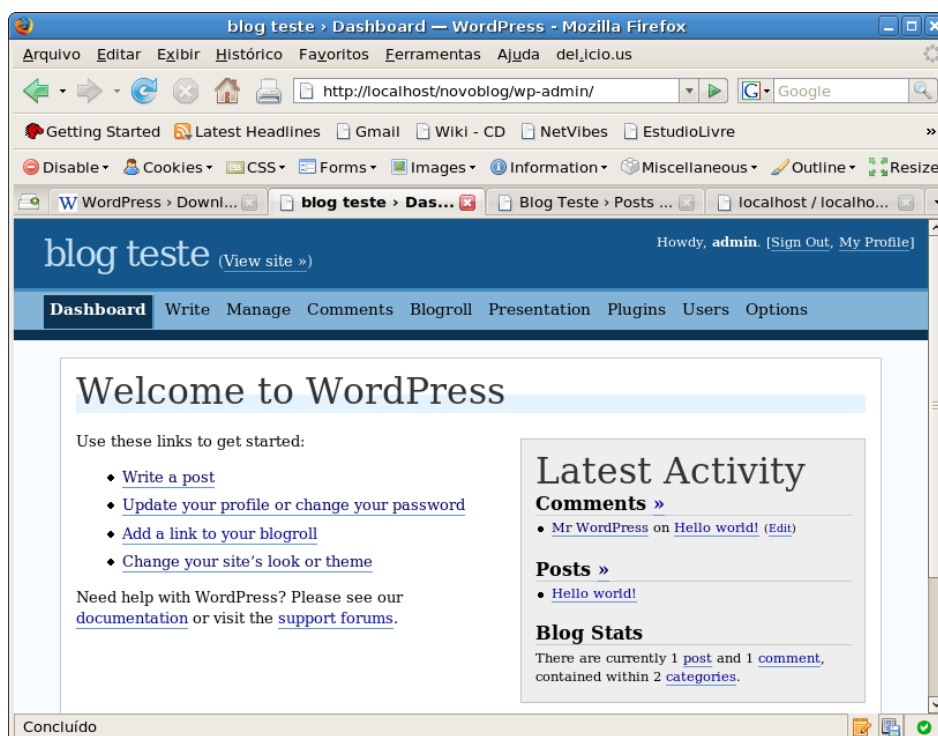 blog teste › Dashboard — WordPress - Mozilla Firefox
Arquivo Editar Exibir Histórico Favoritos Ferramentas Ajuda del.icio.us
http://localhost/novoblog/wp-admin/ G Google
Getting Started Latest Headlines Gmail Wiki - CD NetVibes EstudioLivre »
Disable Cookies CSS Forms Images Information Miscellaneous Outline Resize
W WordPress › Downl... blog teste › Das... Blog Teste › Posts ... localhost / localho...
blog teste (View site »)
Howdy, admin. [Sign Out, My Profile]
Dashboard Write Manage Comments Blogroll Presentation Plugins Users Options
Welcome to WordPress
Use these links to get started:
Write a post
Update your profile or change your password
Add a link to your blogroll
Change your site’s look or theme
Need help with WordPress? Please see our
documentation or visit the support forums.
Latest Activity
Comments »
Mr WordPress on Hello world! (Edit)
Posts »
Hello world!
Blog Stats
There are currently 1 post and 1 comment,
contained within 2 categories.
Concluído